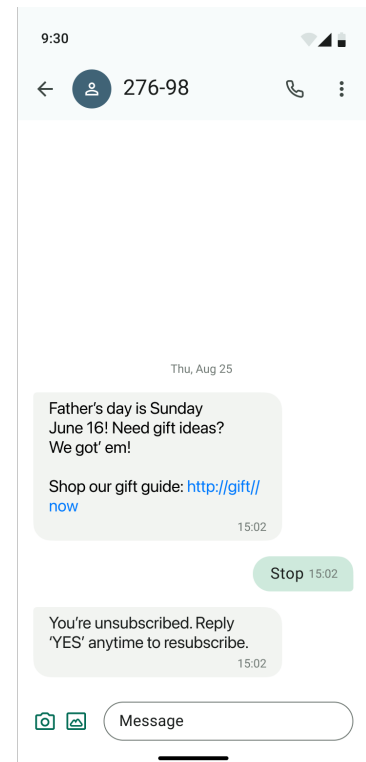 9:30
276-98
Thu, Aug 25
Father's day is Sunday
June 16! Need gift ideas?
We got' em!
Shop our gift guide: http://gift//
now
15:02
Stop 15:02
You're unsubscribed. Reply
'YES' anytime to resubscribe.
15:02
Message